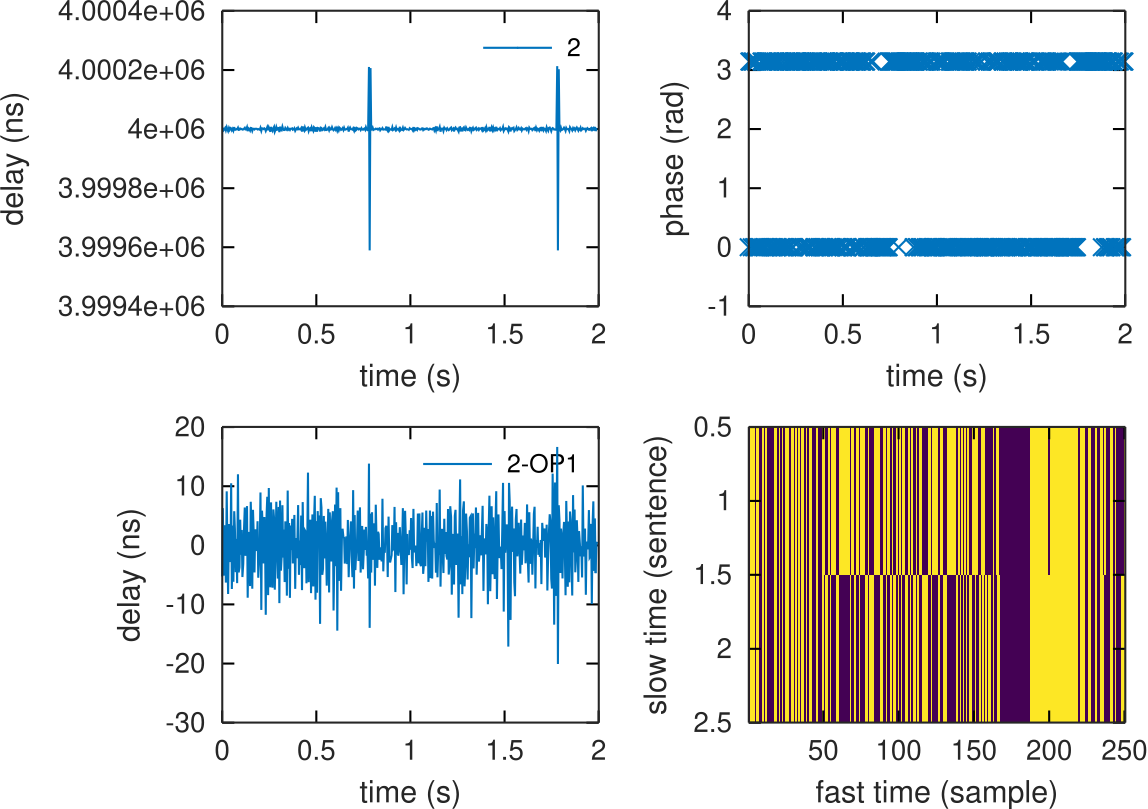 4.0004e+06
4.0002e+06
4e+06
3.9998e+06
3.9996e+06
3.9994e+06
delay (ns)
2
0 0.5 1 1.5 2
time (s)
4
3
2
1
0
-1
phase (rad)
0 0.5 1 1.5 2
time (s)
20
10
0
-10
-20
-30
delay (ns)
2-OP1
0 0.5 1 1.5 2
time (s)
0.5
1
1.5
2
2.5
slow time (sentence)
50 100 150 200 250
fast time (sample)